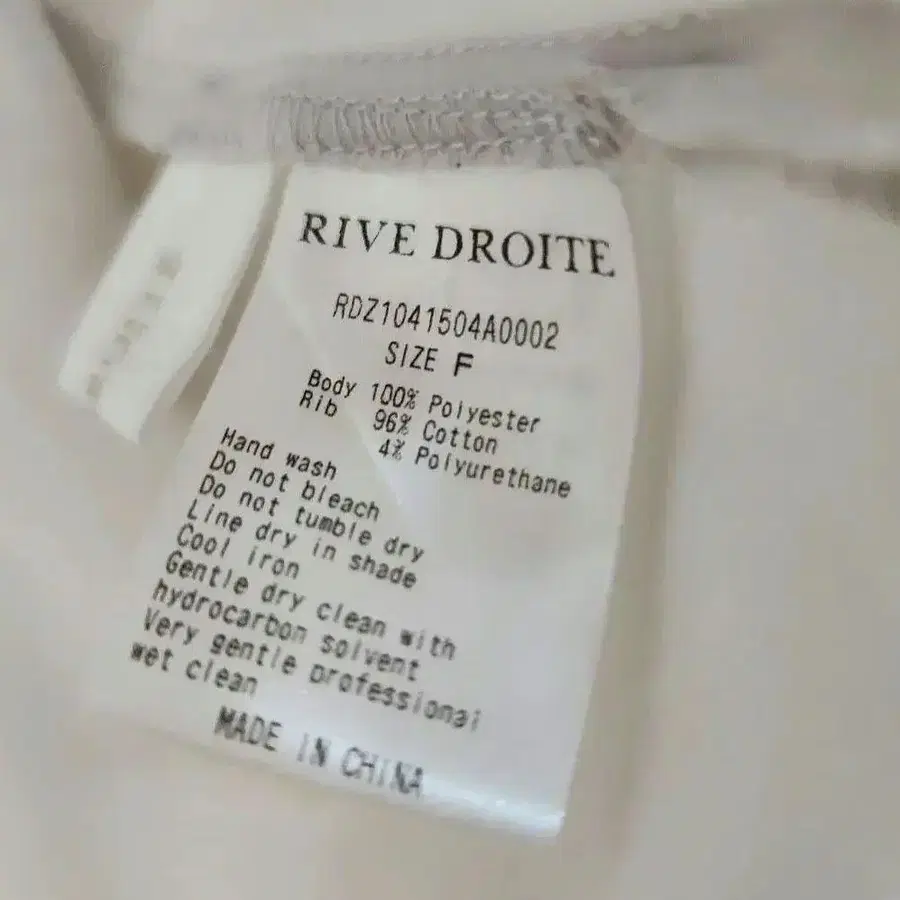 RIVE DROITE
RDZ1041504A0002
SIZE F
Body 100% Polyester
Rib 96% Cotton
4% Polyurethane
Hand wash
Do not bleach
Do not tumble dry
Line dry in shade
Cool iron
Gentle dry clean with
hydrocarbon solvent
Very gentle professional
wet clean
MADE IN CHINA